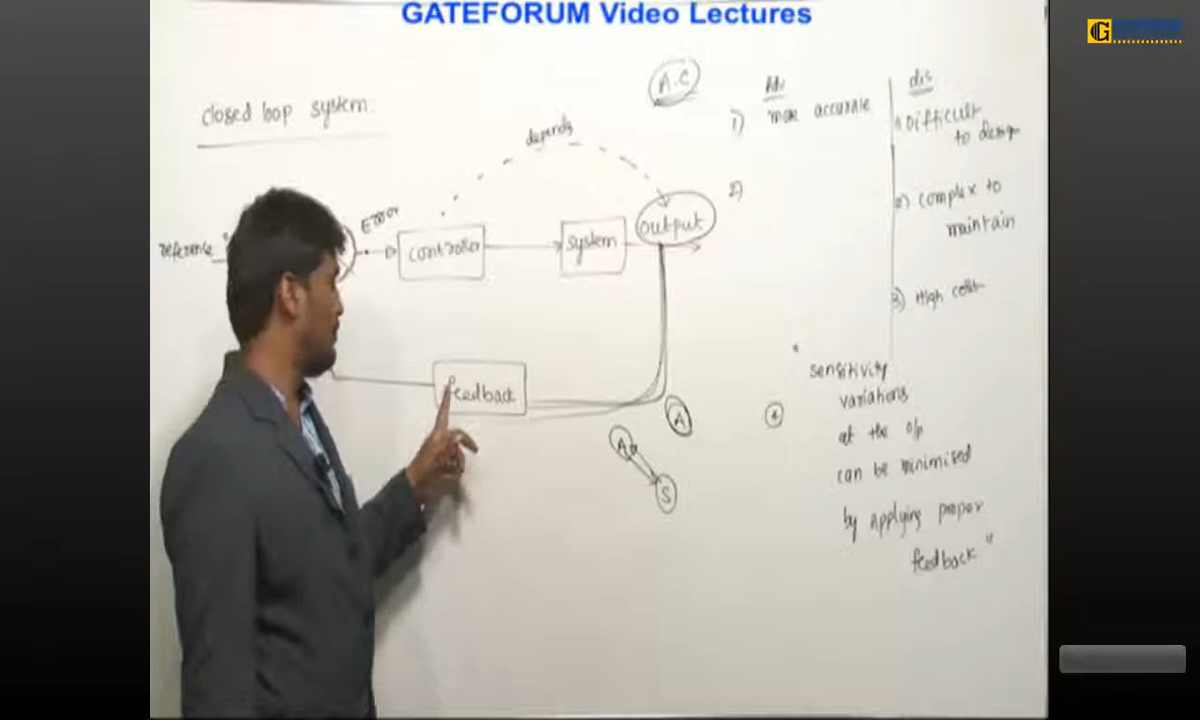 GATEFORUM Video Lectures
G
closed loop system.
A.C
Adv
1) more accurate
2)
dis
1) Difficult
to design
2) complex to
maintain
3) High cost
depends
reference
Error
controller
system
output
feedback
A
S
"
sensitivity
variations
at the o/p
can be minimised
by applying proper
feedback "